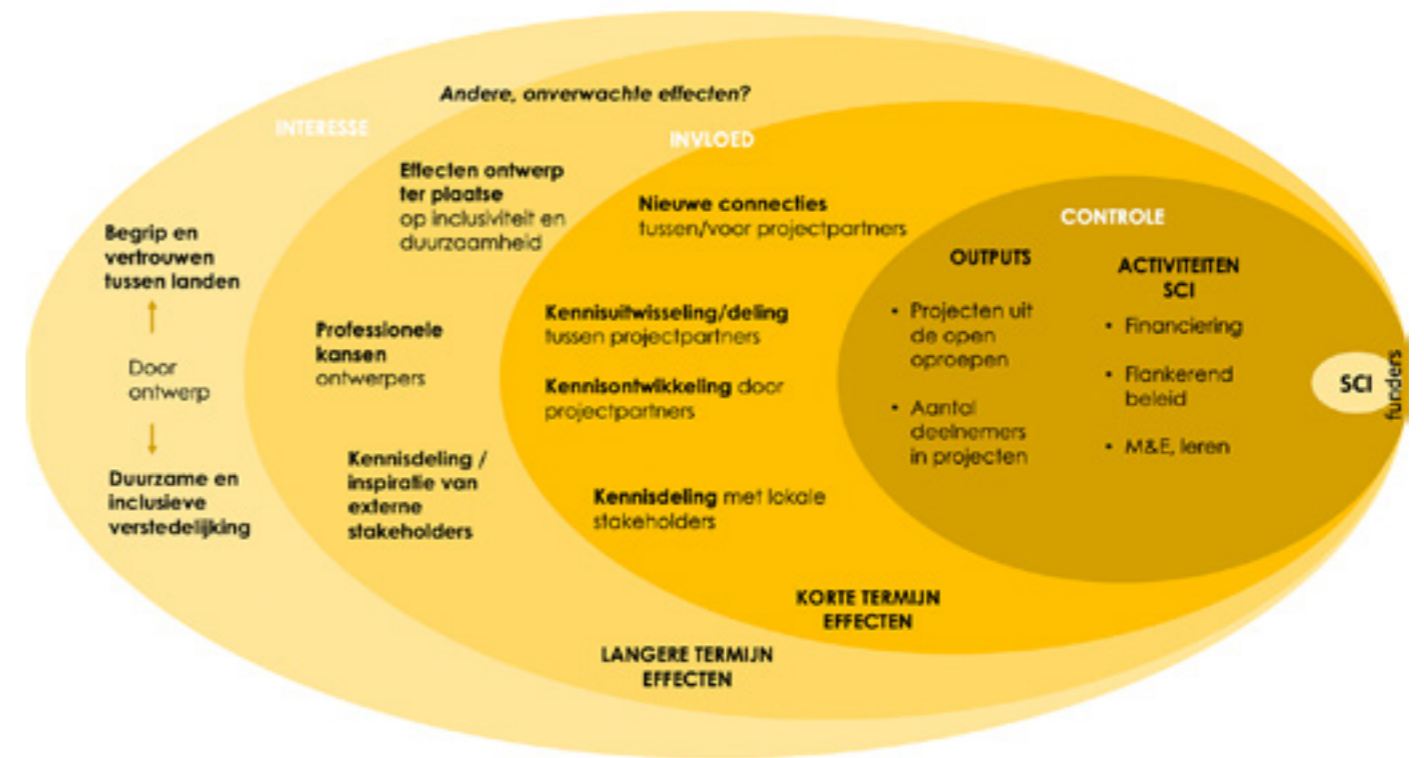 Andere, onverwachte effecten?
INTERESSE
INVLOED
CONTROLE
Begrip en
vertrouwen
tussen landen
Door
ontwerp
Duurzame en
inclusieve
verstedelijking
Effecten ontwerp
ter plaatse
op inclusiviteit en
duurzaamheid
Professionele
kansen
ontwerpers
Kennisdeling /
inspiratie van
externe
stakeholders
LANGERE TERMIJN
EFFECTEN
Nieuwe connecties
tussen/voor projectpartners
Kennisuitwisseling/deling
tussen projectpartners
Kennisontwikkeling door
projectpartners
Kennisdeling met lokale
stakeholders
KORTE TERMIJN
EFFECTEN
OUTPUTS
• Projecten uit
de open
oproepen
• Aantal
deelnemers
in projecten
ACTIVITEITEN
SCI
• Financiering
• Flankerend
beleid
• M&E, leren
SCI
funders